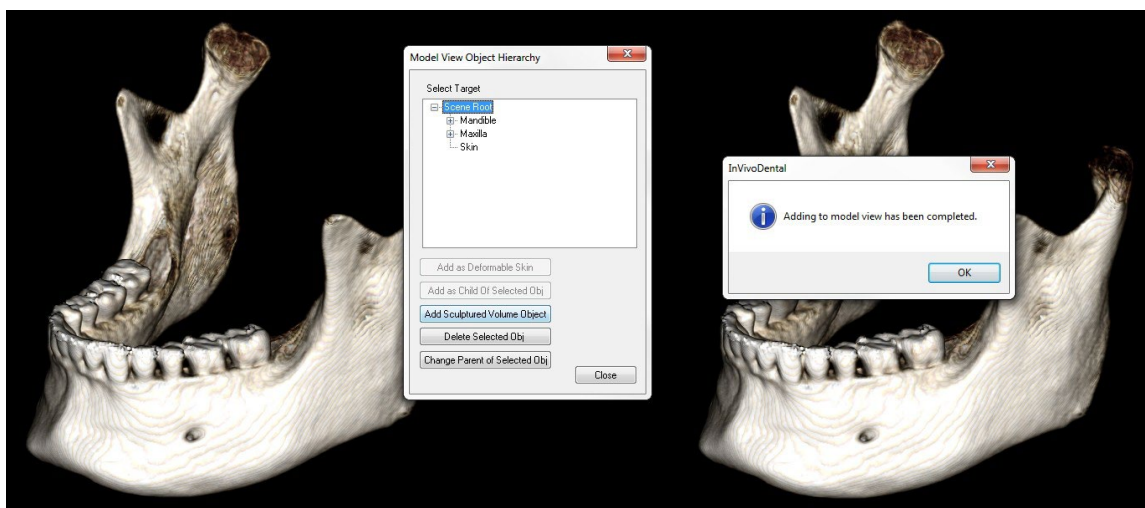 Model View Object Hierarchy
Select Target
Scene Root
Mandible
Maxilla
Skin
Add as Deformable Skin
Add as Child Of Selected Obj
Add Sculptured Volume Object
Delete Selected Obj
Change Parent of Selected Obj
Close
InVivoDental
Adding to model view has been completed.
OK